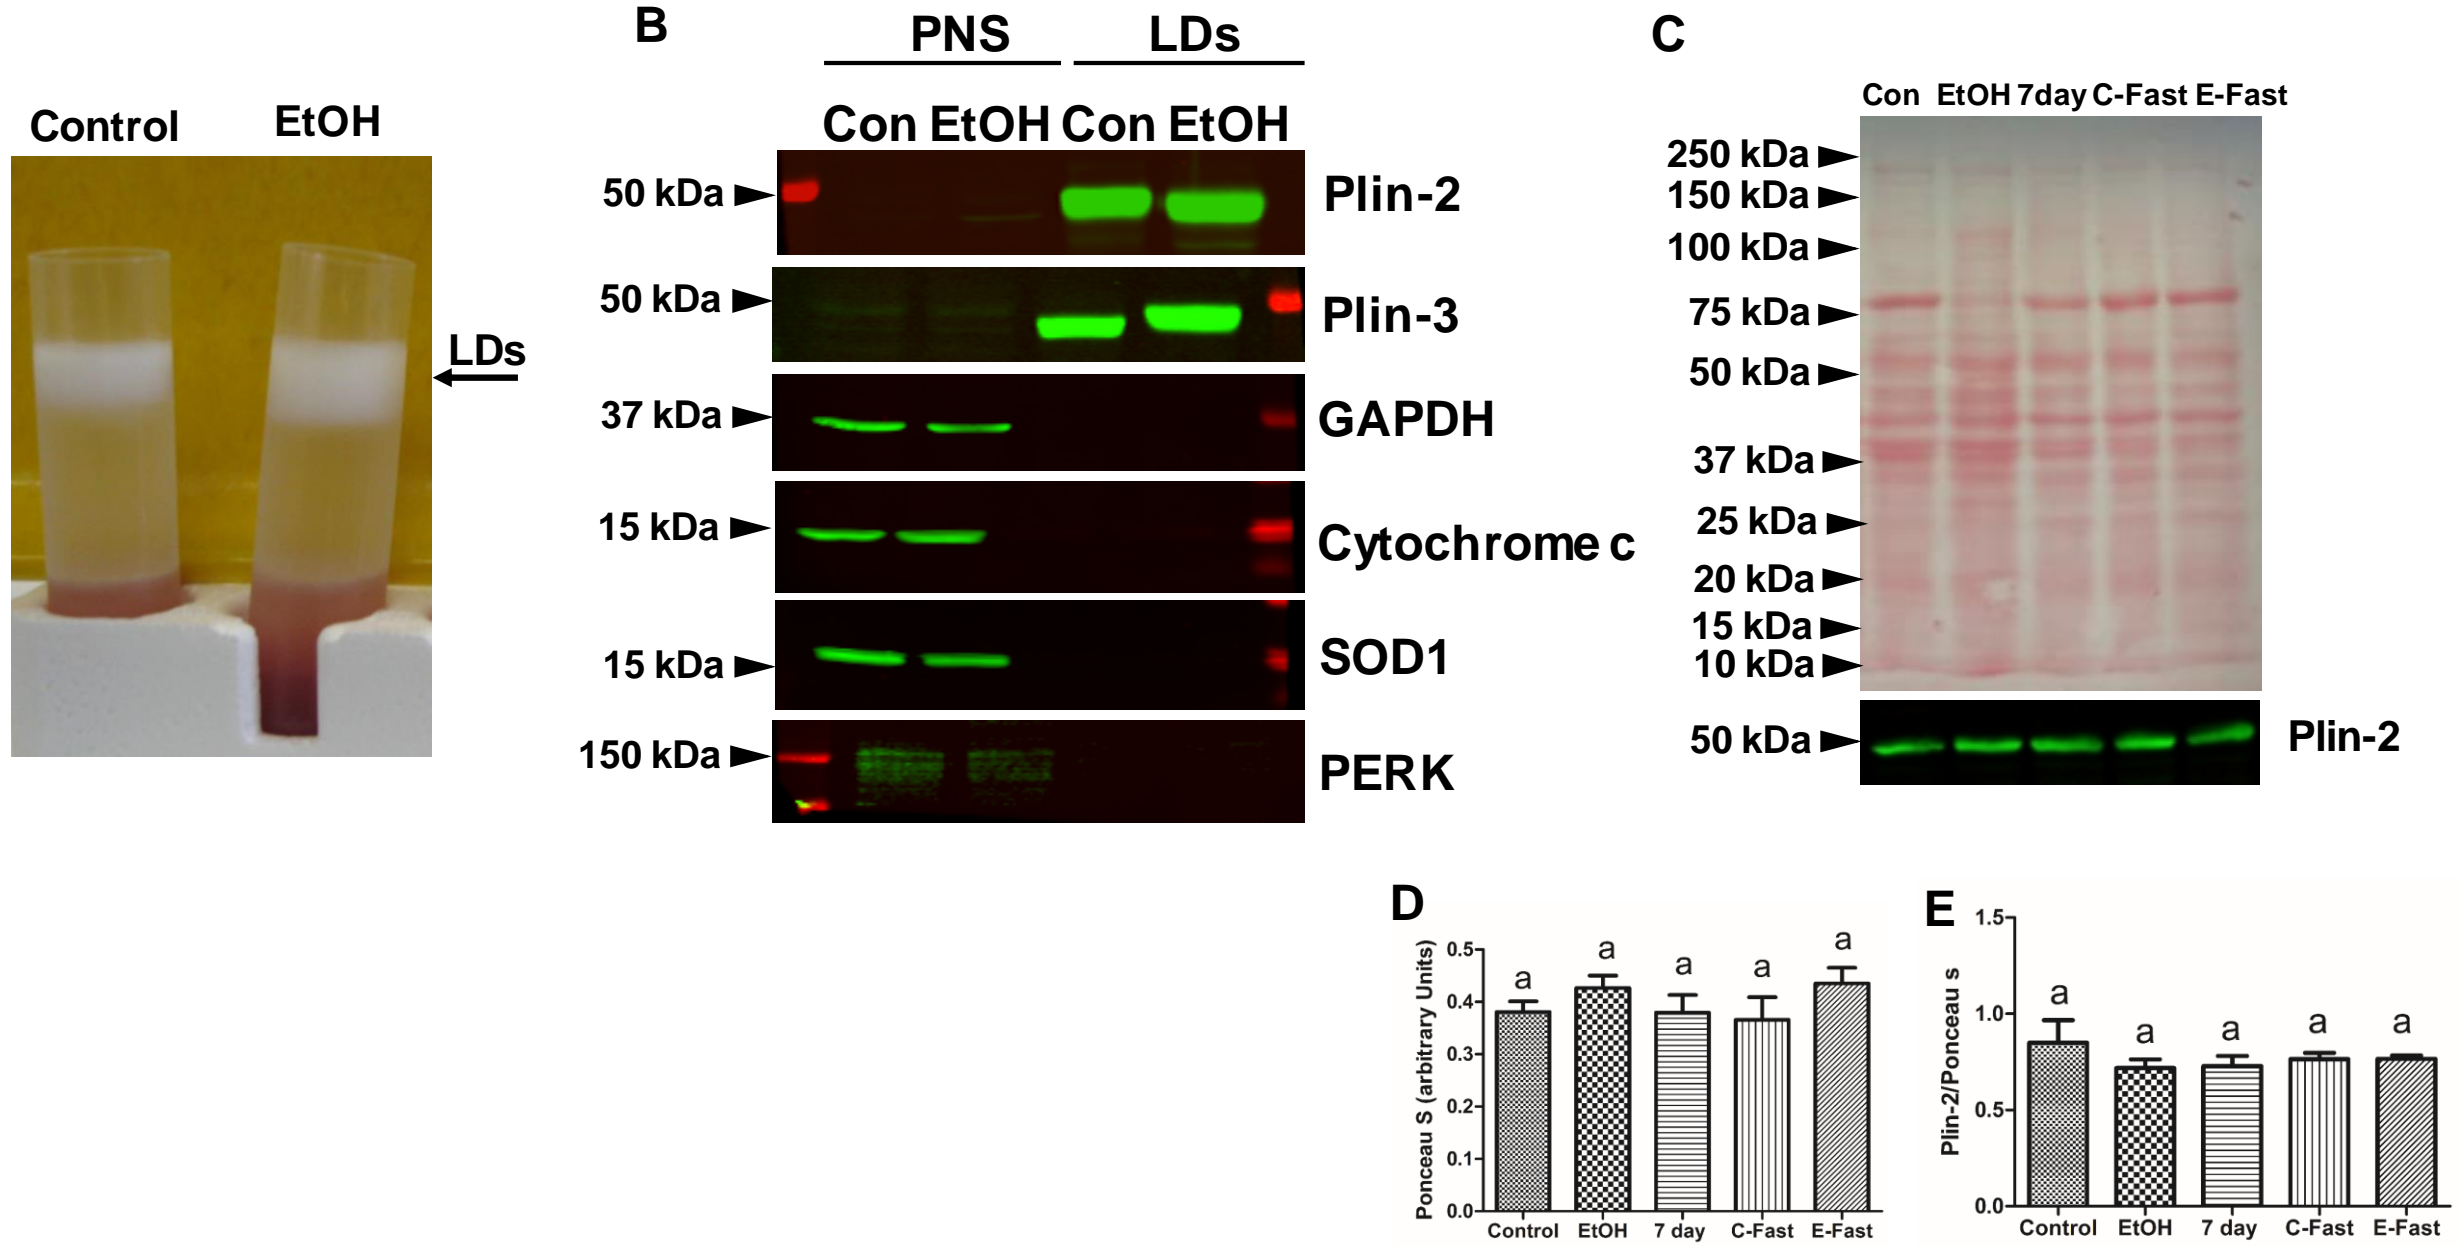 Control EtOH
LDs
B
PNS LDs
Con EtOH Con EtOH
50 kDa Plin-2
50 kDa Plin-3
37 kDa GAPDH
15 kDa Cytochrome c
15 kDa SOD1
150 kDa PERK
C
Con EtOH 7day C-Fast E-Fast
250 kDa
150 kDa
100 kDa
75 kDa
50 kDa
37 kDa
25 kDa
20 kDa
15 kDa
10 kDa
50 kDa Plin-2
D
Ponceau S (arbitrary Units)
0.5
0.4
0.3
0.2
0.1
0.0
a a a a a
Control EtOH 7 day C-Fast E-Fast
E
Plin-2/Ponceau s
1.5
1.0
0.5
0.0
a a a a a
Control EtOH 7 day C-Fast E-Fast